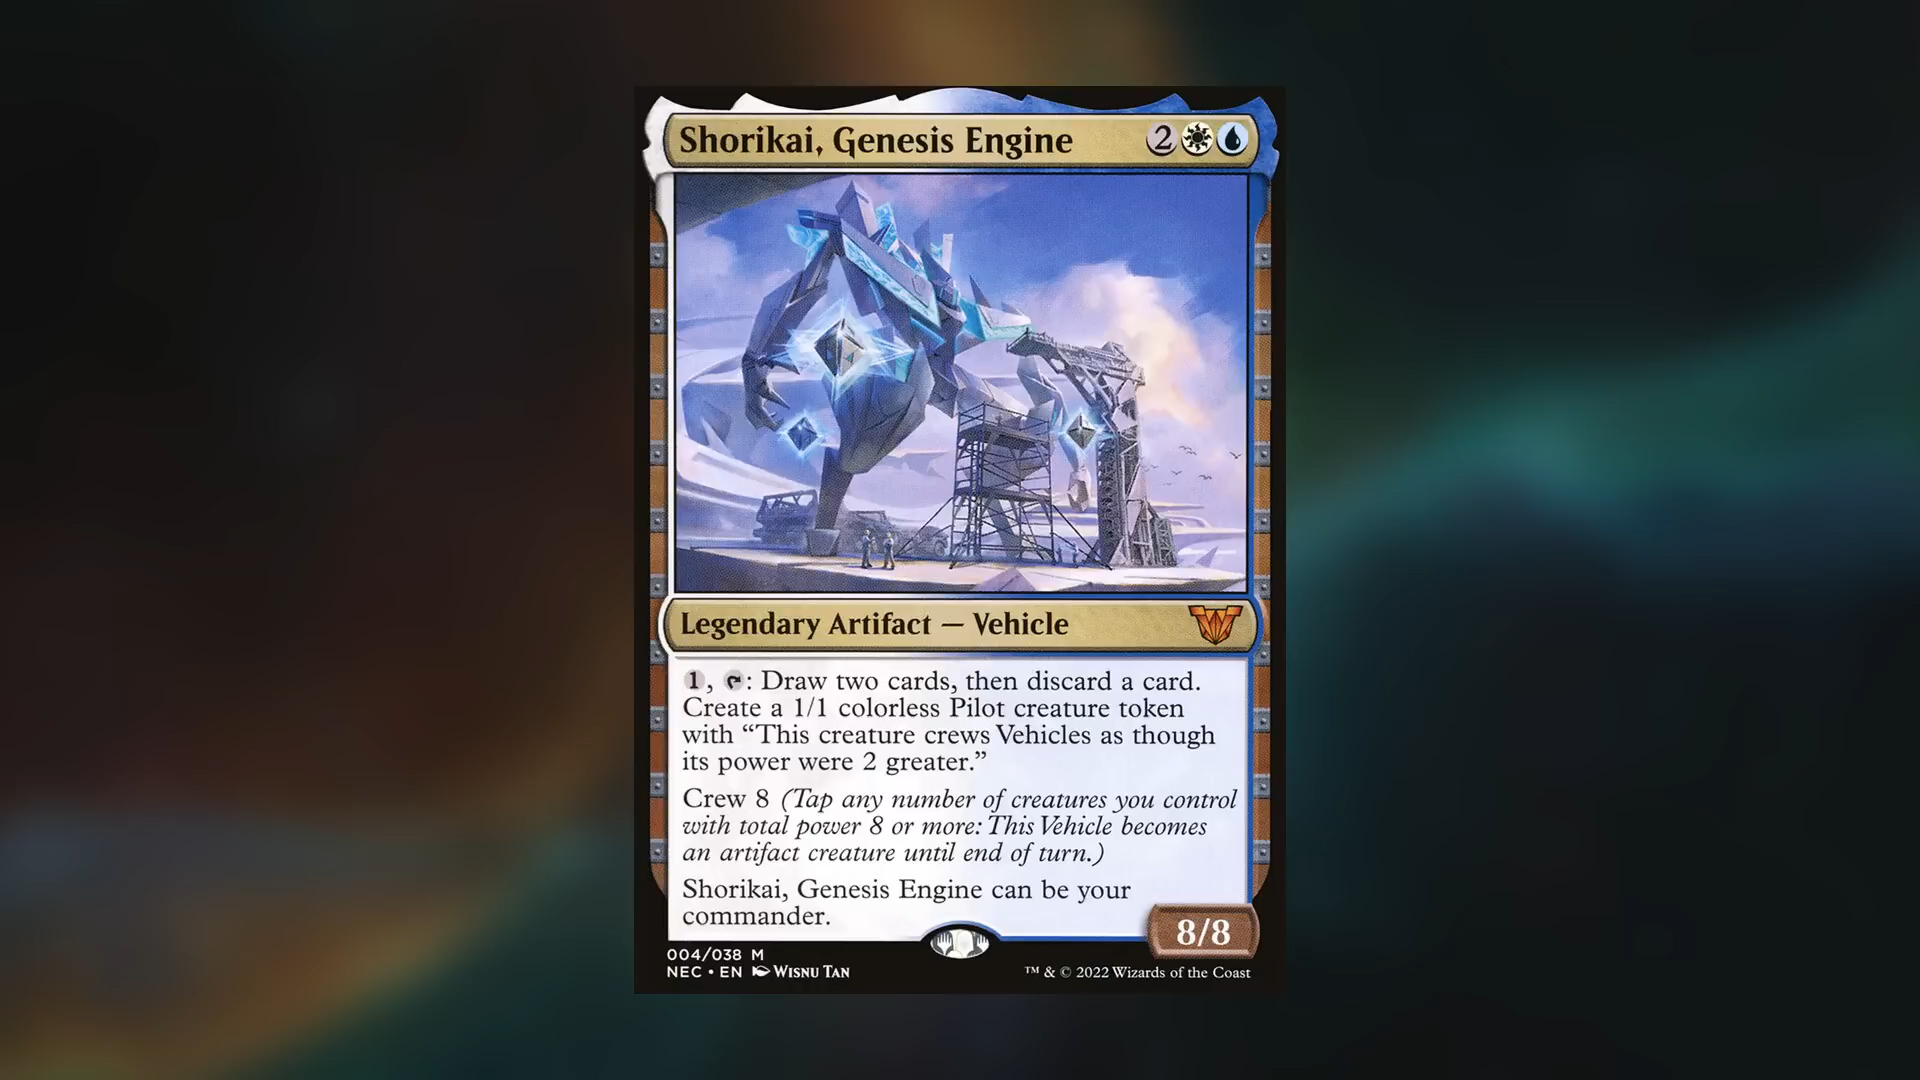 Shorikai, Genesis Engine 2
Legendary Artifact — Vehicle
1, : Draw two cards, then discard a card.
Create a 1/1 colorless Pilot creature token
with “This creature crews Vehicles as though
its power were 2 greater.”
Crew 8 (Tap any number of creatures you control
with total power 8 or more: This Vehicle becomes
an artifact creature until end of turn.)
Shorikai, Genesis Engine can be your
commander.
8/8
004/038 M
NEC • EN Wisnu Tan
™ & © 2022 Wizards of the Coast